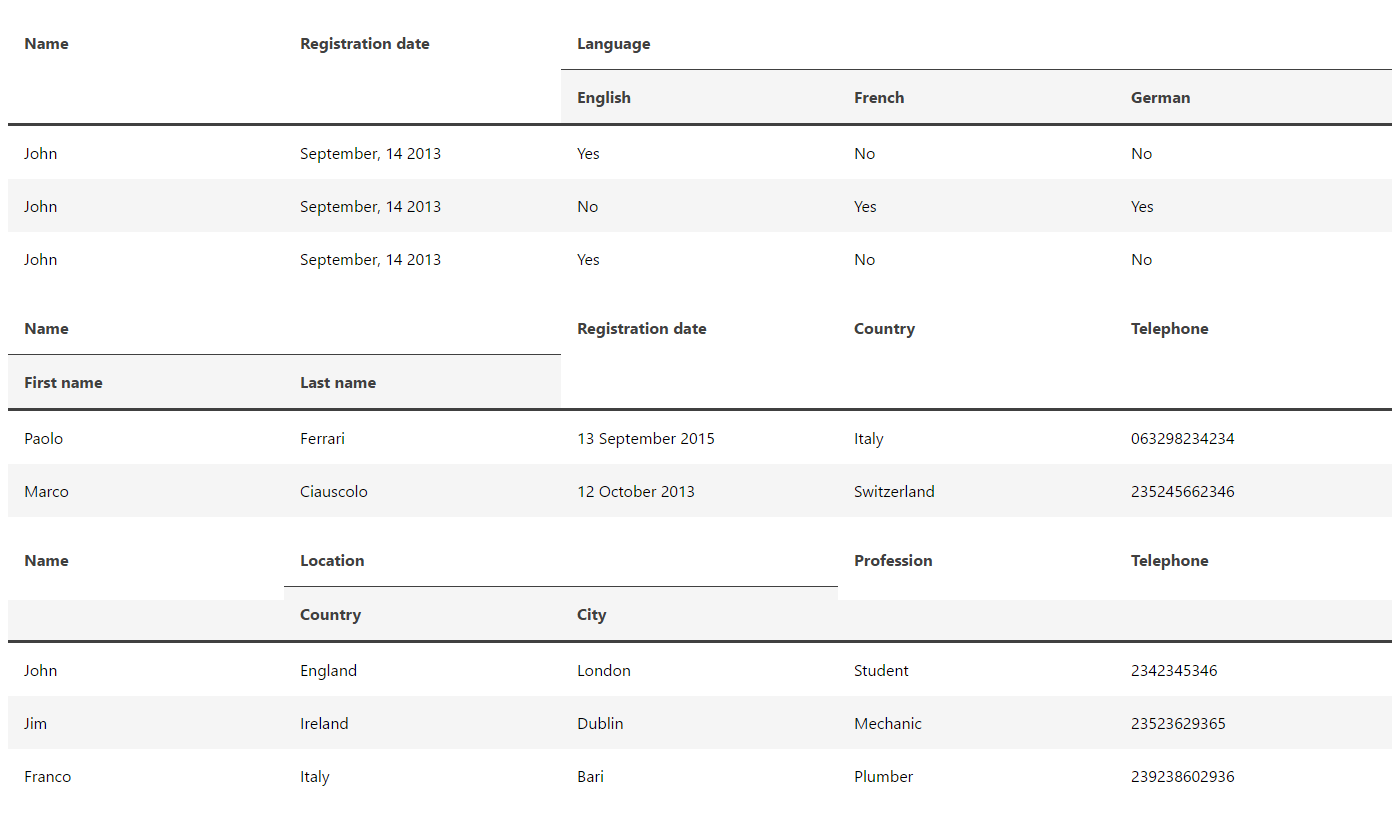 Name Registration date Language
English French German
John September, 14 2013 Yes No No
John September, 14 2013 No Yes Yes
John September, 14 2013 Yes No No
Name Registration date Country Telephone
First name Last name
Paolo Ferrari 13 September 2015 Italy 063298234234
Marco Ciauscolo 12 October 2013 Switzerland 235245662346
Name Location Profession Telephone
Country City
John England London Student 2342345346
Jim Ireland Dublin Mechanic 23523629365
Franco Italy Bari Plumber 239238602936